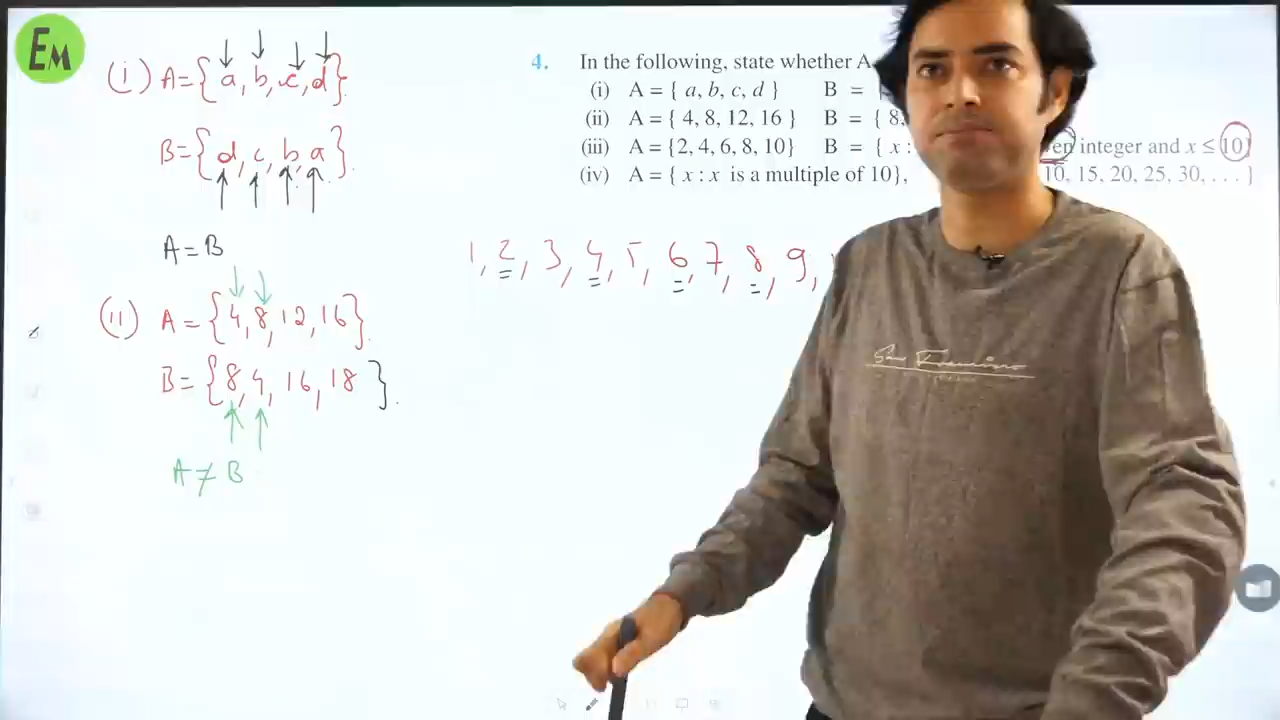 Em
(i) A={a, b, c, d}.
B={d, c, b, a}.
A=B
(ii) A={4, 8, 12, 16}.
B={8, 4, 16, 18}.
A≠B
4. In the following, state whether A
(i) A = { a, b, c, d } B = {
(ii) A = { 4, 8, 12, 16 } B = { 8,
(iii) A = {2, 4, 6, 8, 10} B = { x : integer and x ≤ 10}
(iv) A = { x : x is a multiple of 10}, 10, 15, 20, 25, 30, . . . }
1, 2, 3, 4, 5, 6, 7, 8, 9,
San Francisco